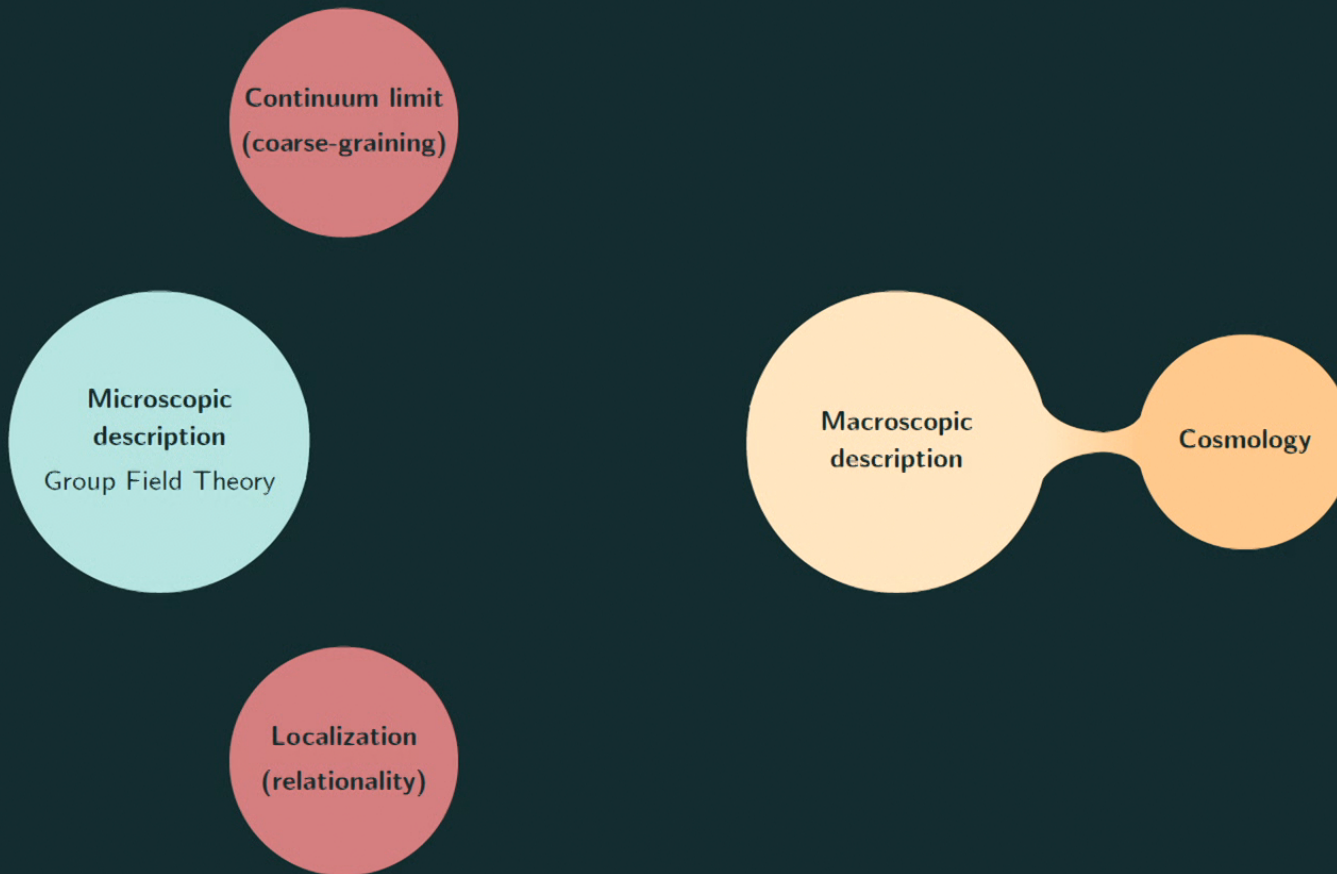 Continuum limit
(coarse-graining)
Microscopic
description
Group Field Theory
Macroscopic
description
Cosmology
Localization
(relationality)